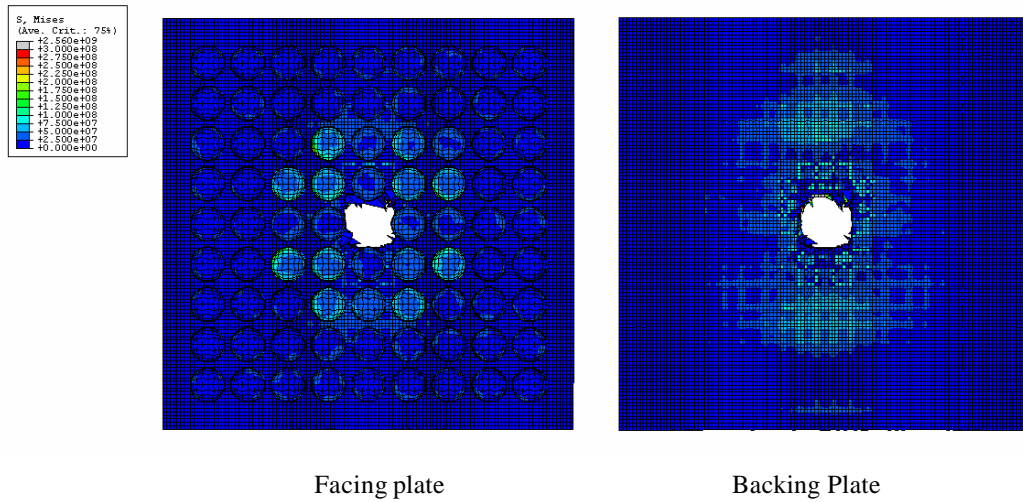 S, Mises
(Ave. Crit.: 75%)
+2.560e+09
+3.000e+08
+2.750e+08
+2.500e+08
+2.250e+08
+2.000e+08
+1.750e+08
+1.500e+08
+1.250e+08
+1.000e+08
+7.500e+07
+5.000e+07
+2.500e+07
+0.000e+00
Facing plate
Backing Plate